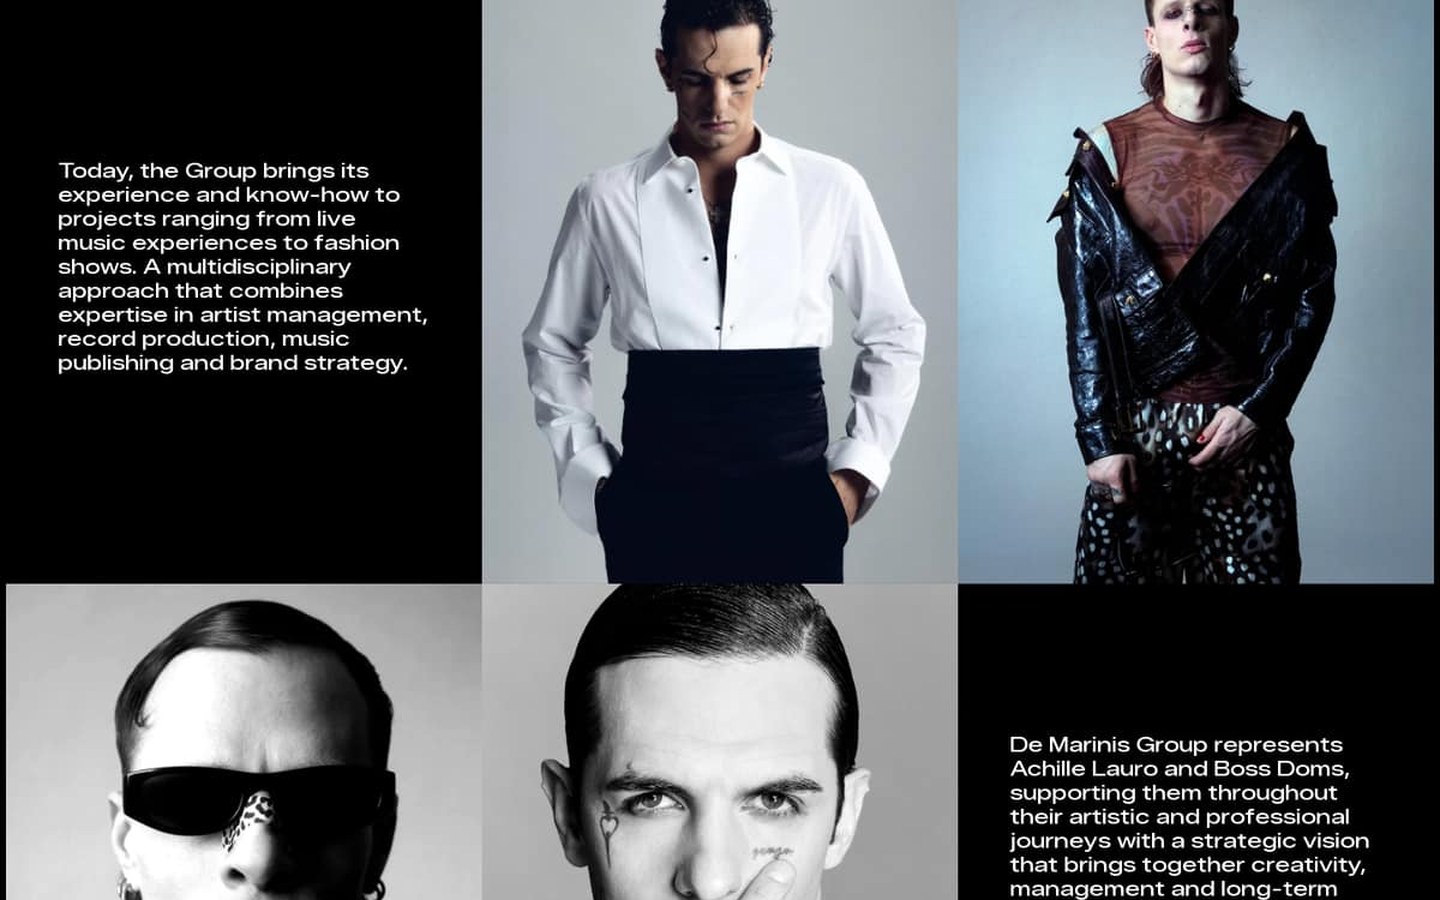 Today, the Group brings its
experience and know-how to
projects ranging from live
music experiences to fashion
shows. A multidisciplinary
approach that combines
expertise in artist management,
record production, music
publishing and brand strategy.
De Marinis Group represents
Achille Lauro and Boss Doms,
supporting them throughout
their artistic and professional
journeys with a strategic vision
that brings together creativity,
management and long-term